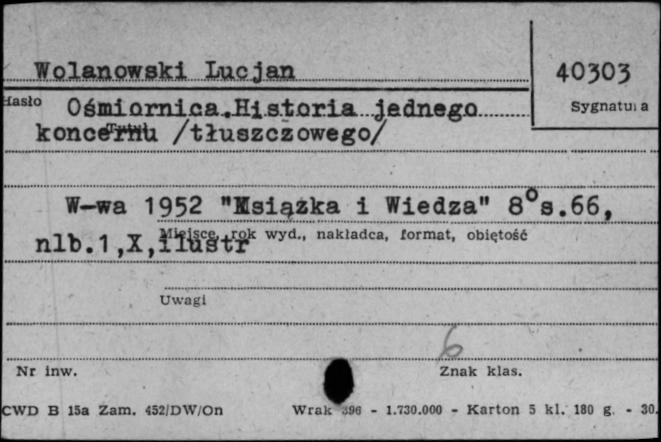 Wolanowski Lucjan
40303
Hasło
Sygnatura
Ośmiornica.Historia jednego
Tytuł
koncernu /tłuszczowego/
W-wa 1952 "Książka i Wiedza" 8° s.66,
Miejsce, rok wyd., nakładca, format, objętość
nlb.1,X,ilustr
Uwagi
6
Nr inw.
Znak klas.
CWD B 15a Zam. 452/DW/On
Wrak 396 - 1.730.000 - Karton 5 kl. 180 g. - 30.